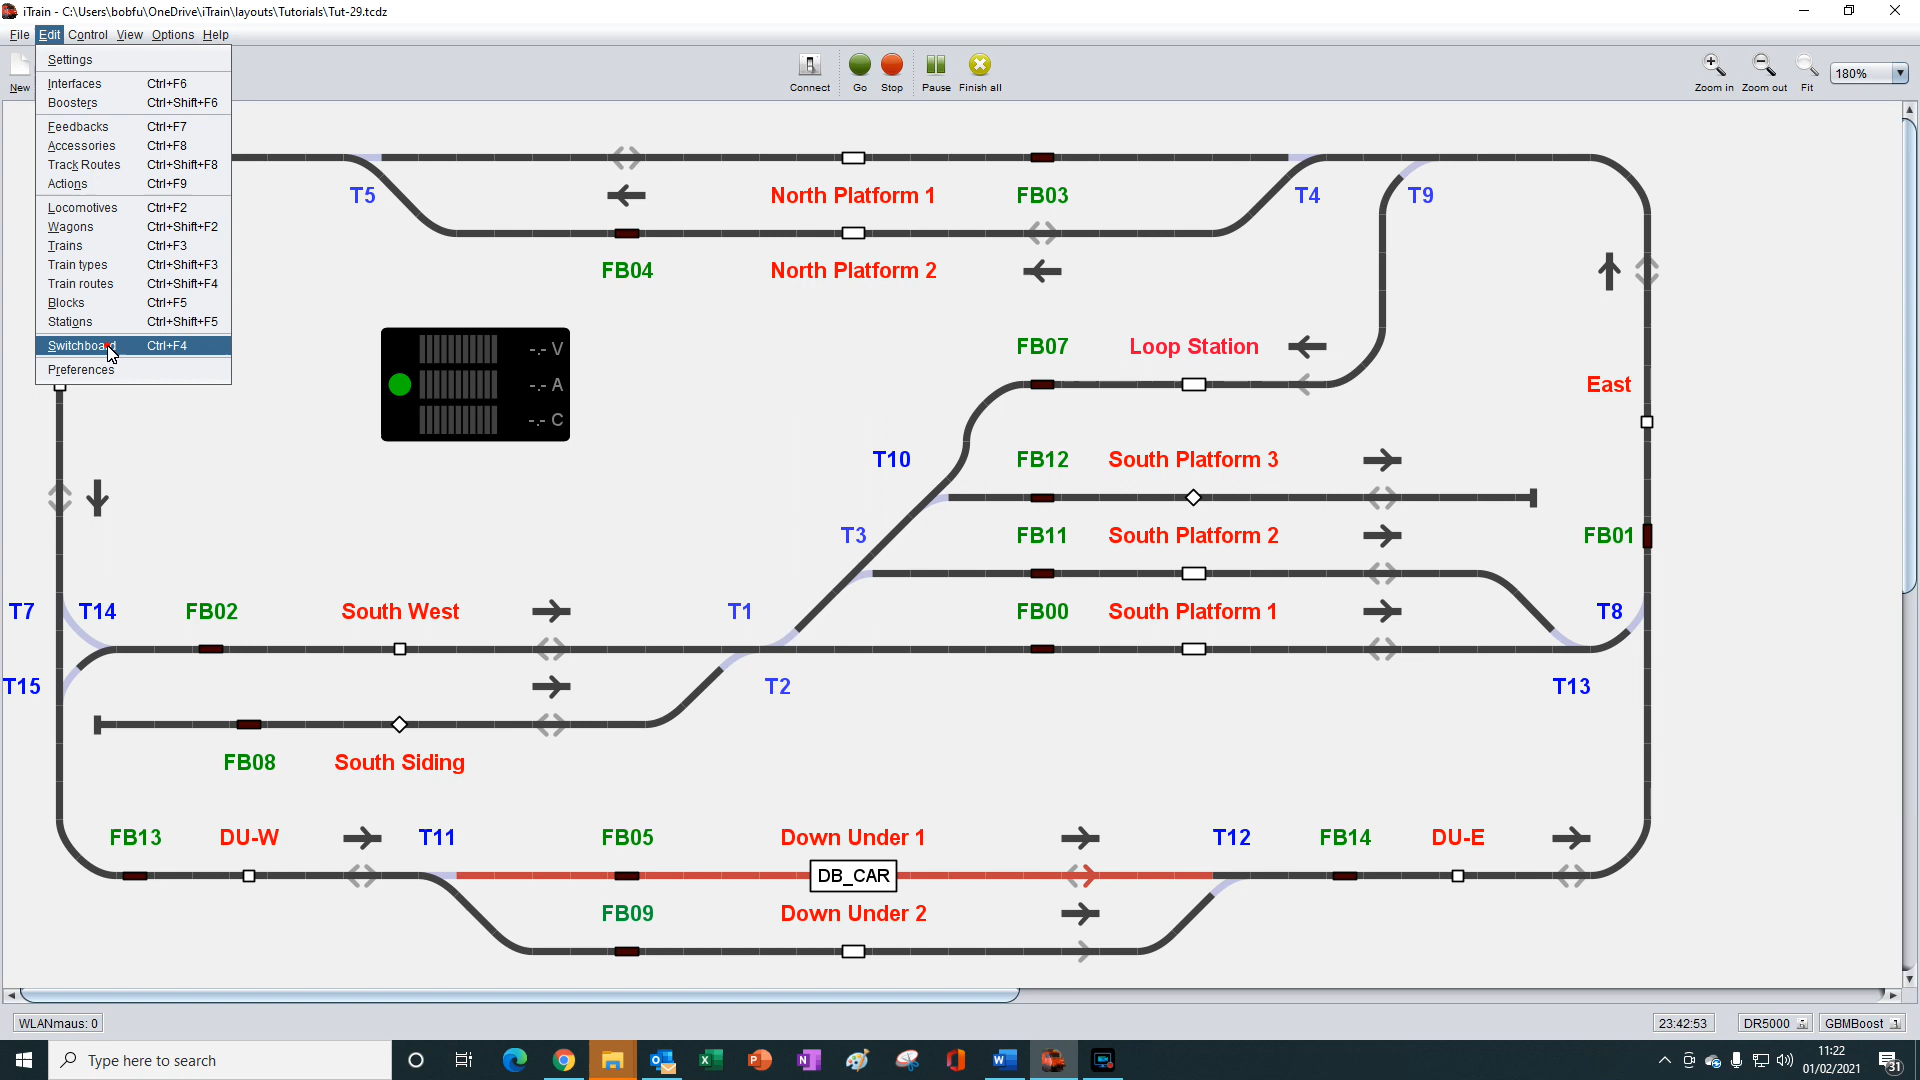 iTrain - C:\Users\bobfu\OneDrive\iTrain\layouts\Tutorials\Tut-29.tcdz
File Edit Control View Options Help
New
Connect Go Stop Pause Finish all Zoom in Zoom out Fit 180%
Settings
Interfaces Ctrl+F6
Boosters Ctrl+Shift+F6
Feedbacks Ctrl+F7
Accessories Ctrl+F8
Track Routes Ctrl+Shift+F8
Actions Ctrl+F9
Locomotives Ctrl+F2
Wagons Ctrl+Shift+F2
Trains Ctrl+F3
Train types Ctrl+Shift+F3
Train routes Ctrl+Shift+F4
Blocks Ctrl+F5
Stations Ctrl+Shift+F5
Switchboard Ctrl+F4
Preferences
T5 North Platform 1 FB03 T4 T9
FB04 North Platform 2
-.- V
-.- A
-.- C
FB07 Loop Station
East
T10 FB12 South Platform 3
T3 FB11 South Platform 2 FB01
T7 T14 FB02 South West T1 FB00 South Platform 1 T8
T15 T2 T13
FB08 South Siding
FB13 DU-W T11 FB05 Down Under 1 T12 FB14 DU-E
DB_CAR
FB09 Down Under 2
WLANmaus: 0 23:42:53 DR5000 GBMBoost
Type here to search
11:22
01/02/2021
31